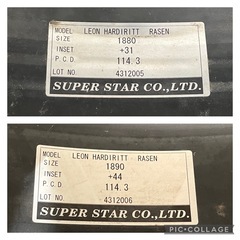 MODEL LEON HARDIRITT RASEN
SIZE 1880
INSET +31
P.C.D 114.3
LOT NO 4312005
SUPER STAR CO.,LTD.
MODEL LEON HARDIRITT RASEN
SIZE 1890
INSET +44
P.C.D 114.3
LOT NO 4312006
SUPER STAR CO.,LTD.
PIC•COLLAGE